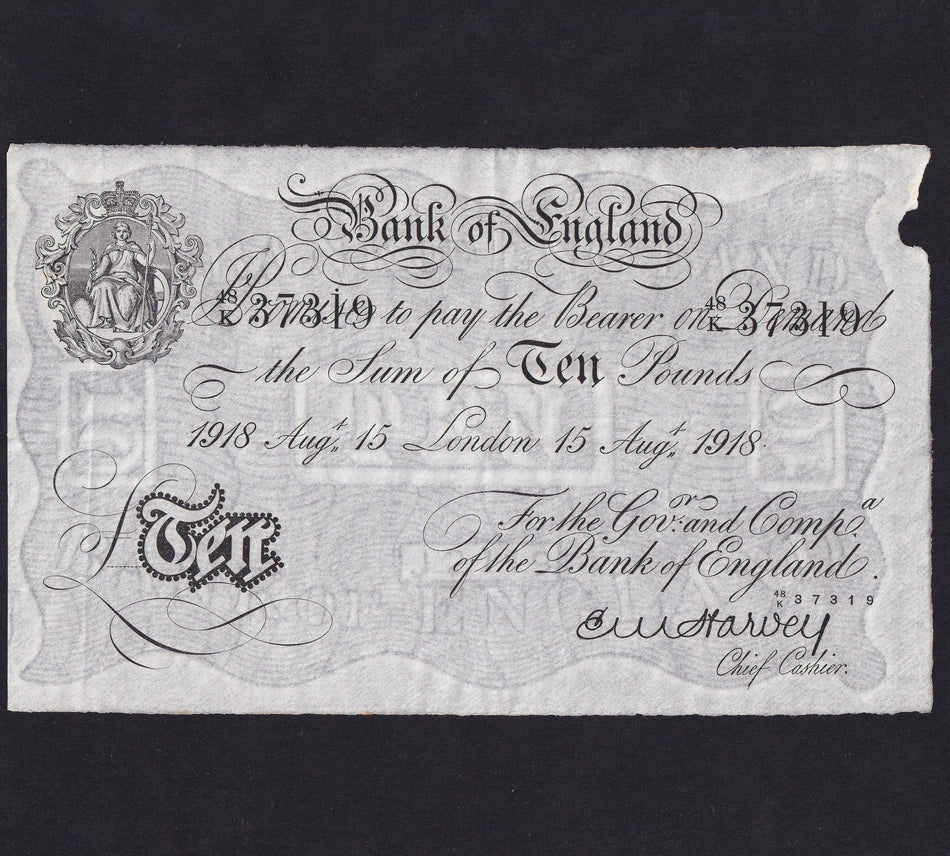 Bank of England
48/K 37319 48/K 37319
I Promise to pay the Bearer on Demand
the Sum of Ten Pounds
1918 Augt. 15 London 15 Augt. 1918.
£Ten
For the Govr. and Compa.
of the Bank of England.
48/K 37319
E M Harvey
Chief Cashier.